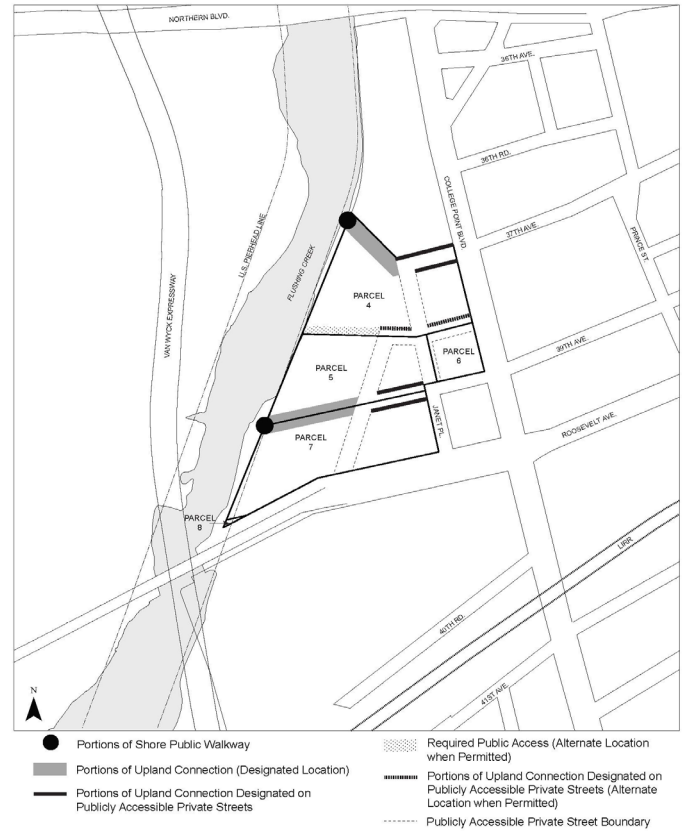 NORTHERN BLVD.
36TH AVE.
36TH RD.
COLLEGE POINT BLVD.
37TH AVE.
PRINCE ST.
U.S. PIERHEAD LINE
FLUSHING CREEK
VAN WYCK EXPRESSWAY
PARCEL
4
39TH AVE.
PARCEL
6
PARCEL
5
JANET PL.
ROOSEVELT AVE.
PARCEL
7
PARCEL
8
LIRR
40TH RD.
41ST AVE.
N
Portions of Shore Public Walkway
Portions of Upland Connection (Designated Location)
Portions of Upland Connection Designated on
Publicly Accessible Private Streets
Required Public Access (Alternate Location
when Permitted)
Portions of Upland Connection Designated on
Publicly Accessible Private Streets (Alternate
Location when Permitted)
Publicly Accessible Private Street Boundary